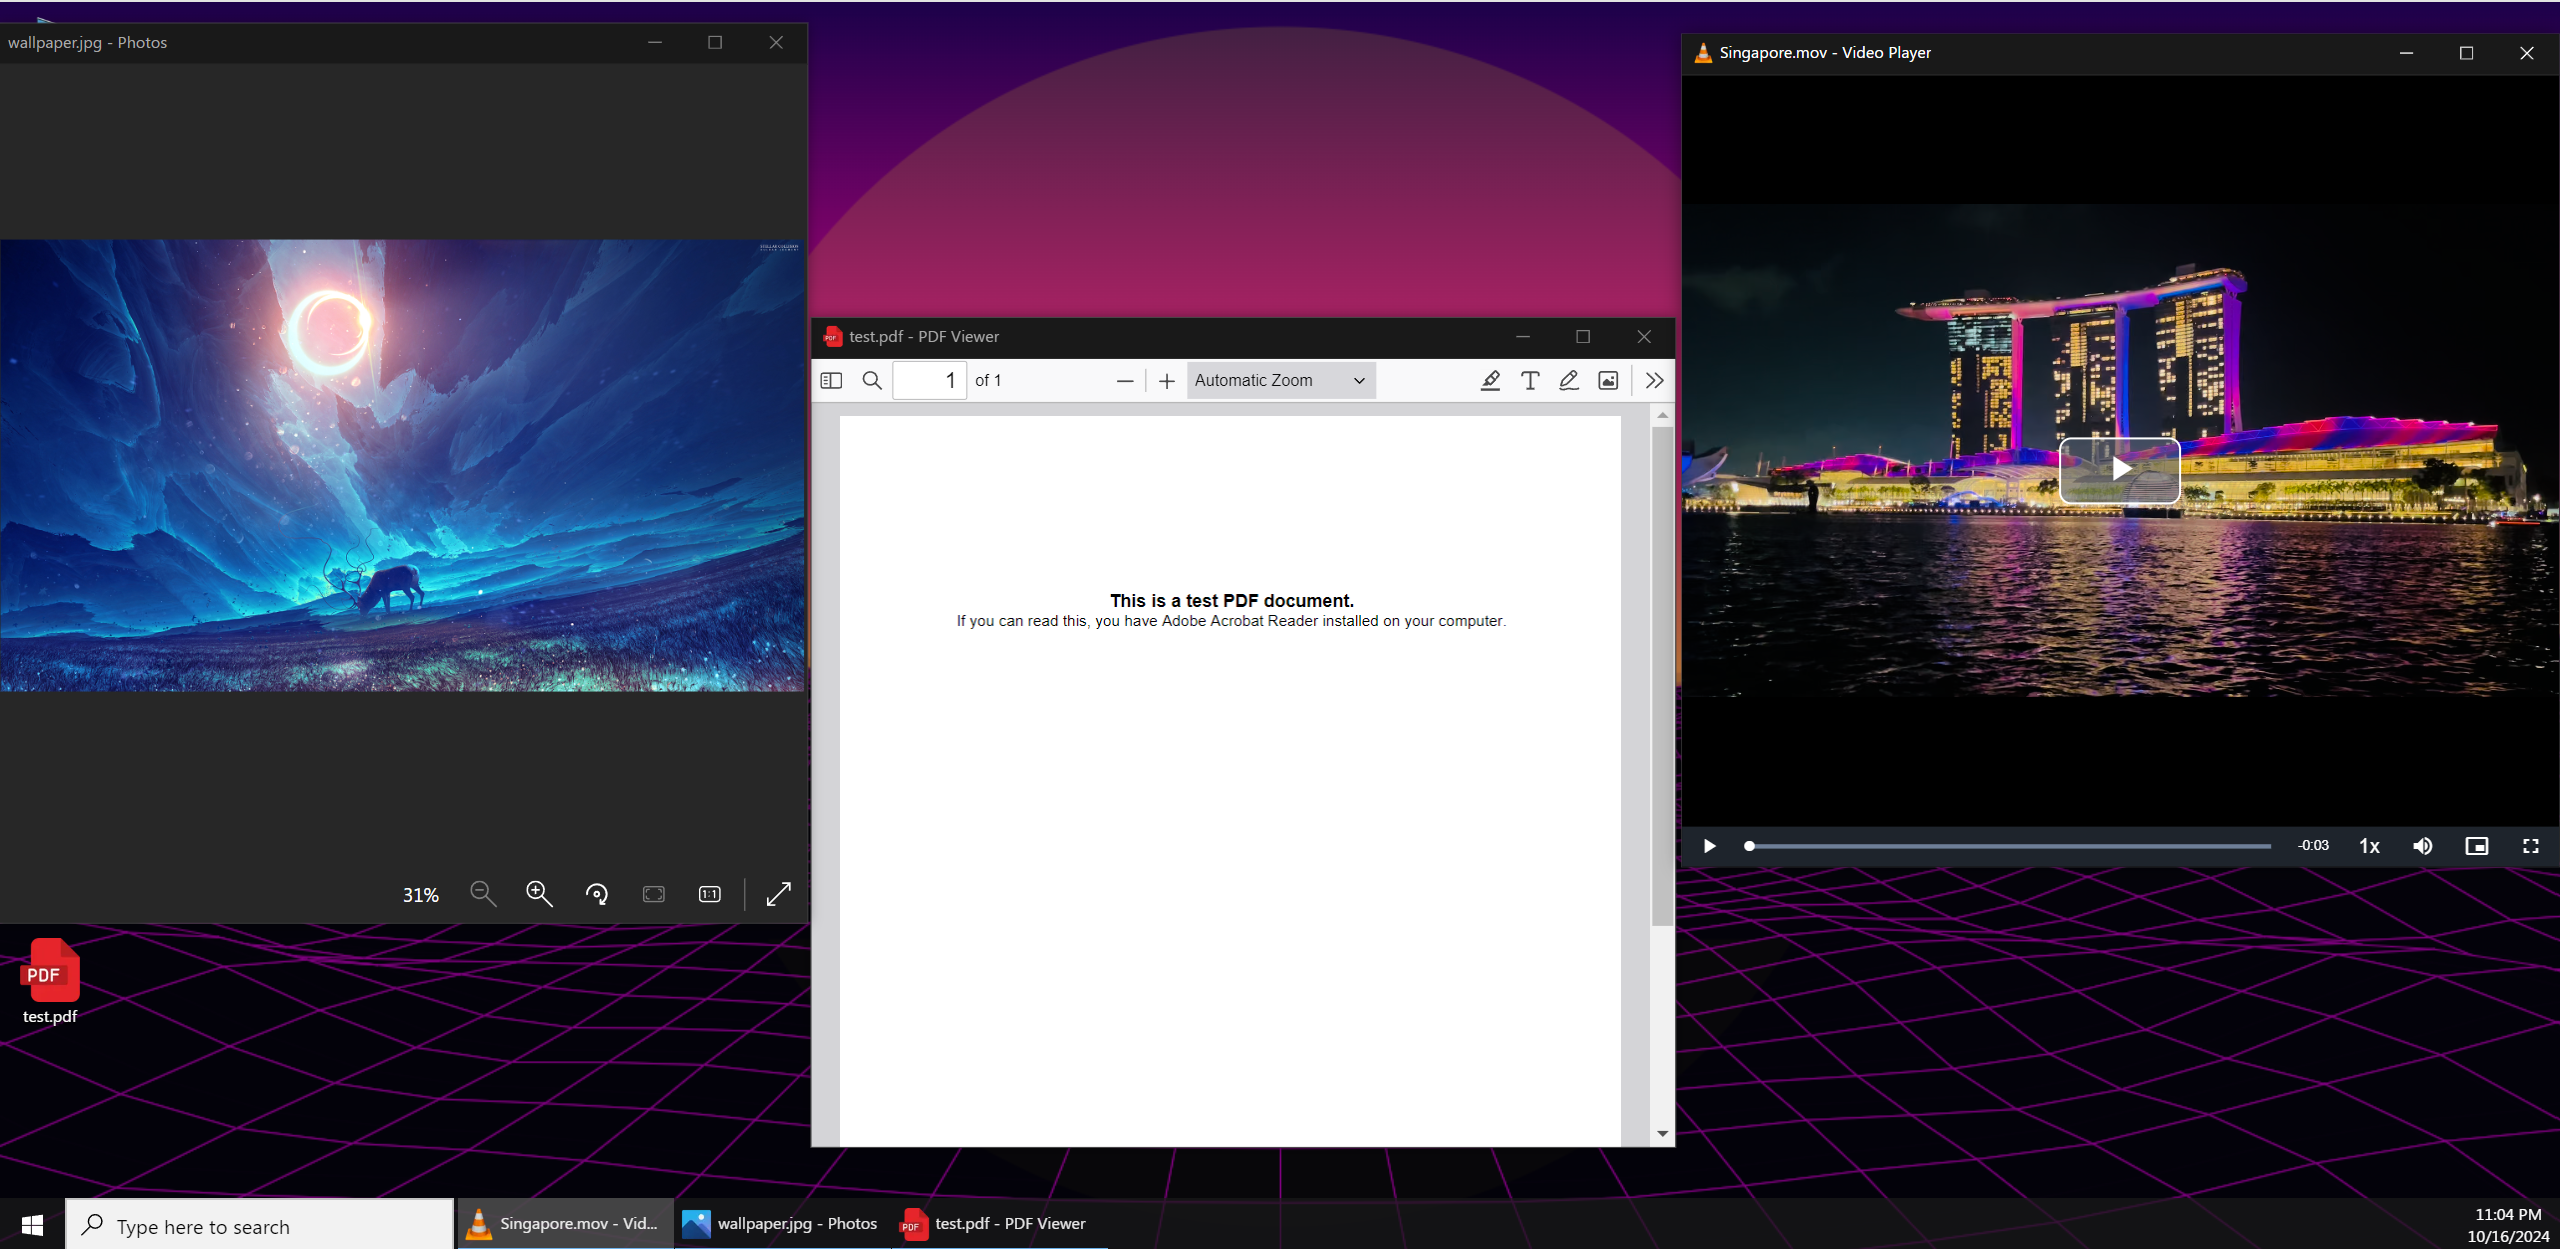 wallpaper.jpg - Photos
31%
1:1
test.pdf - PDF Viewer
1 of 1
Automatic Zoom
This is a test PDF document.
If you can read this, you have Adobe Acrobat Reader installed on your computer.
Singapore.mov - Video Player
-0:03
1x
PDF
test.pdf
Type here to search
Singapore.mov - Vid...
wallpaper.jpg - Photos
PDF
test.pdf - PDF Viewer
11:04 PM
10/16/2024